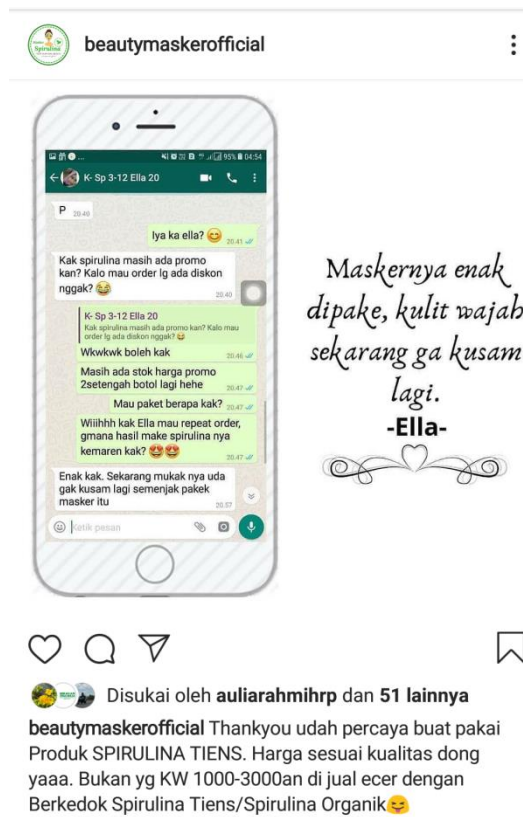 beautymaskerofficial
Spirulina
95% 04:54
K- Sp 3-12 Ella 20
P 20.40
Iya ka ella? 😊 20.41
Kak spirulina masih ada promo
kan? Kalo mau order lg ada diskon
nggak? 😂 20.40
K- Sp 3-12 Ella 20
Kak spirulina masih ada promo kan? Kalo mau
order lg ada diskon nggak? 😂
Wkwkwk boleh kak 20.46
Masih ada stok harga promo
2setengah botol lagi hehe 20.47
Mau paket berapa kak? 20.47
Wiiihhh kak Ella mau repeat order,
gmana hasil make spirulina nya
kemaren kak? 🤩🤩 20.47
Enak kak. Sekarang mukak nya uda
gak kusam lagi semenjak pakek
masker itu 20.37
Ketik pesan
Maskernya enak
dipake, kulit wajah
sekarang ga kusam
lagi.
-Ella-
Disukai oleh auliarahmihrp dan 51 lainnya
beautymaskerofficial Thankyou udah percaya buat pakai
Produk SPIRULINA TIENS. Harga sesuai kualitas dong
yaaa. Bukan yg KW 1000-3000an di jual ecer dengan
Berkedok Spirulina Tiens/Spirulina Organik😝